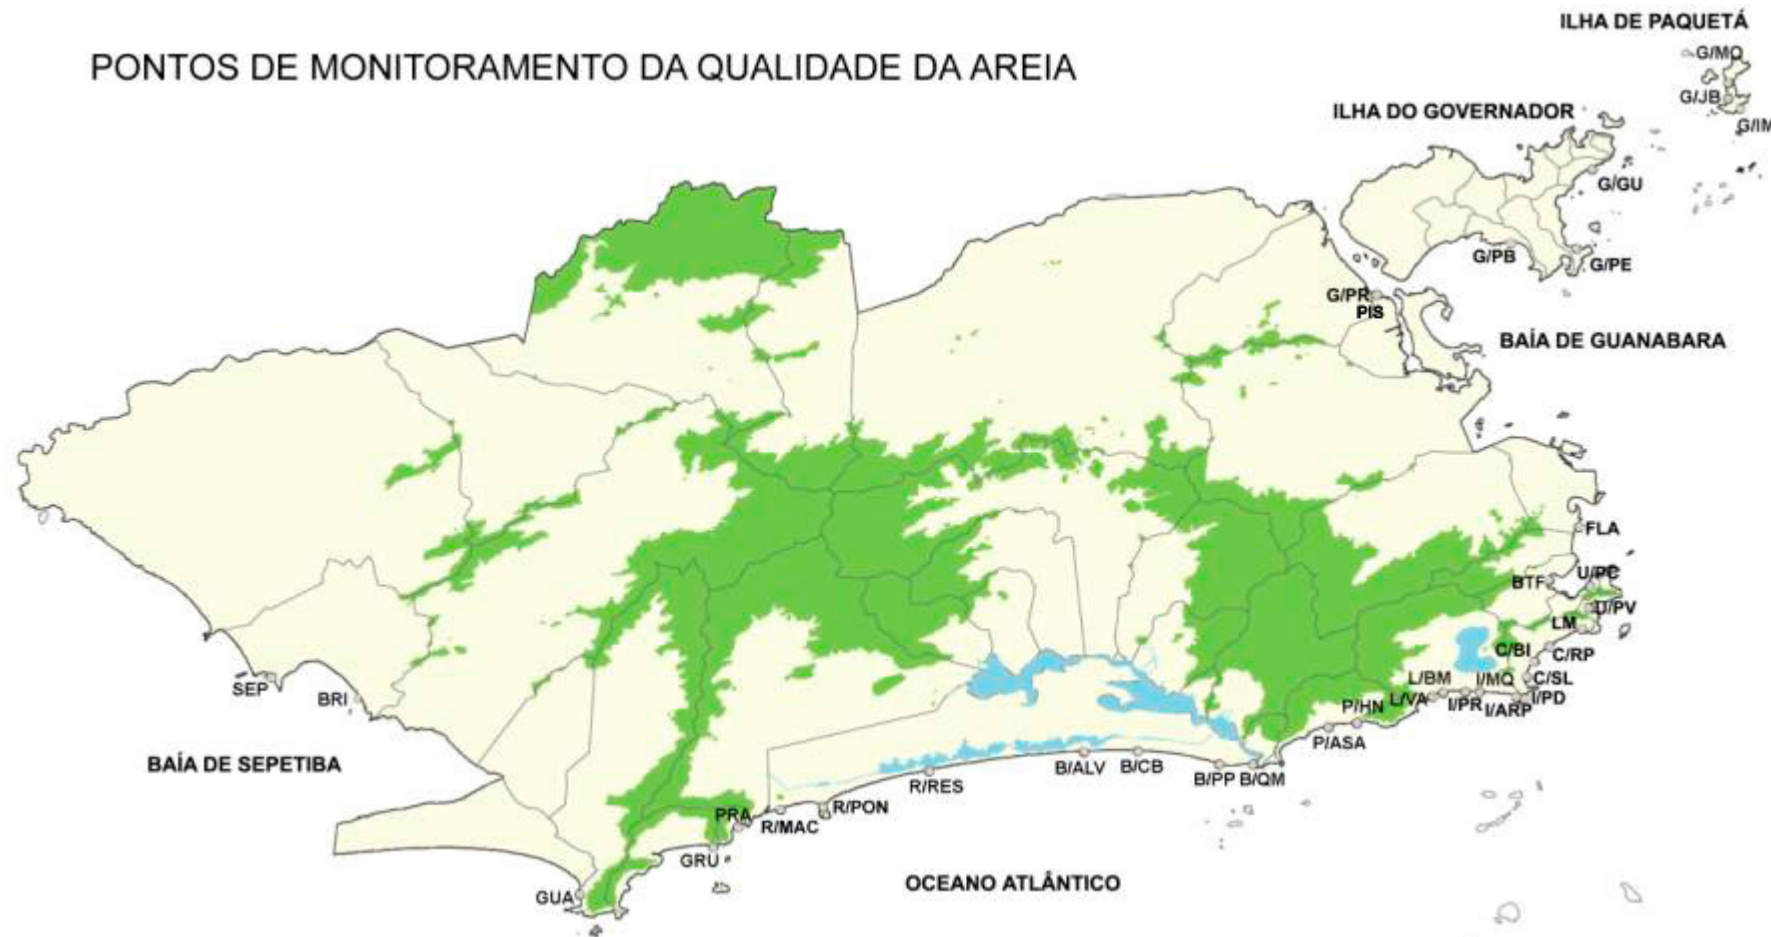 ILHA DE PAQUETÁ
PONTOS DE MONITORAMENTO DA QUALIDADE DA AREIA
G/MO
G/JB
G/IM
ILHA DO GOVERNADOR
G/GU
G/PB
G/PE
G/PR
PIS
BAÍA DE GUANABARA
FLA
BTF
U/PC
U/PV
LM
C/BI
C/RP
L/BM
I/MQ
C/SL
SEP
BRI
P/HN
L/VA
I/PR
I/ARP
I/PD
P/ASA
BAÍA DE SEPETIBA
B/ALV
B/CB
B/PP
B/QM
R/RES
PRA
R/MAC
R/PON
GRU
GUA
OCEANO ATLÂNTICO